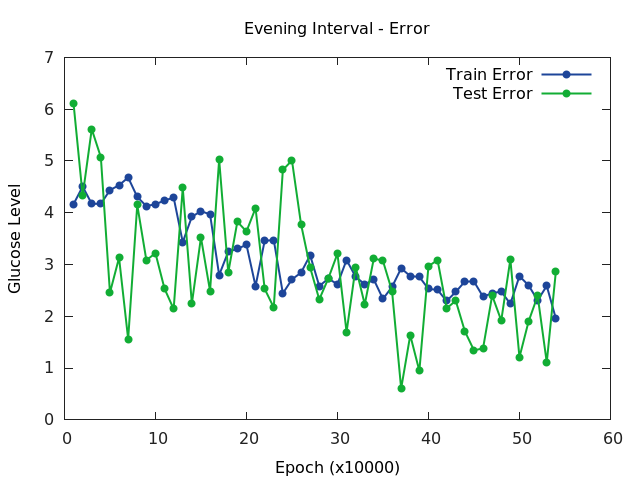 Evening Interval - Error
Train Error
Test Error
Glucose Level
7
6
5
4
3
2
1
0
0 10 20 30 40 50 60
Epoch (x10000)